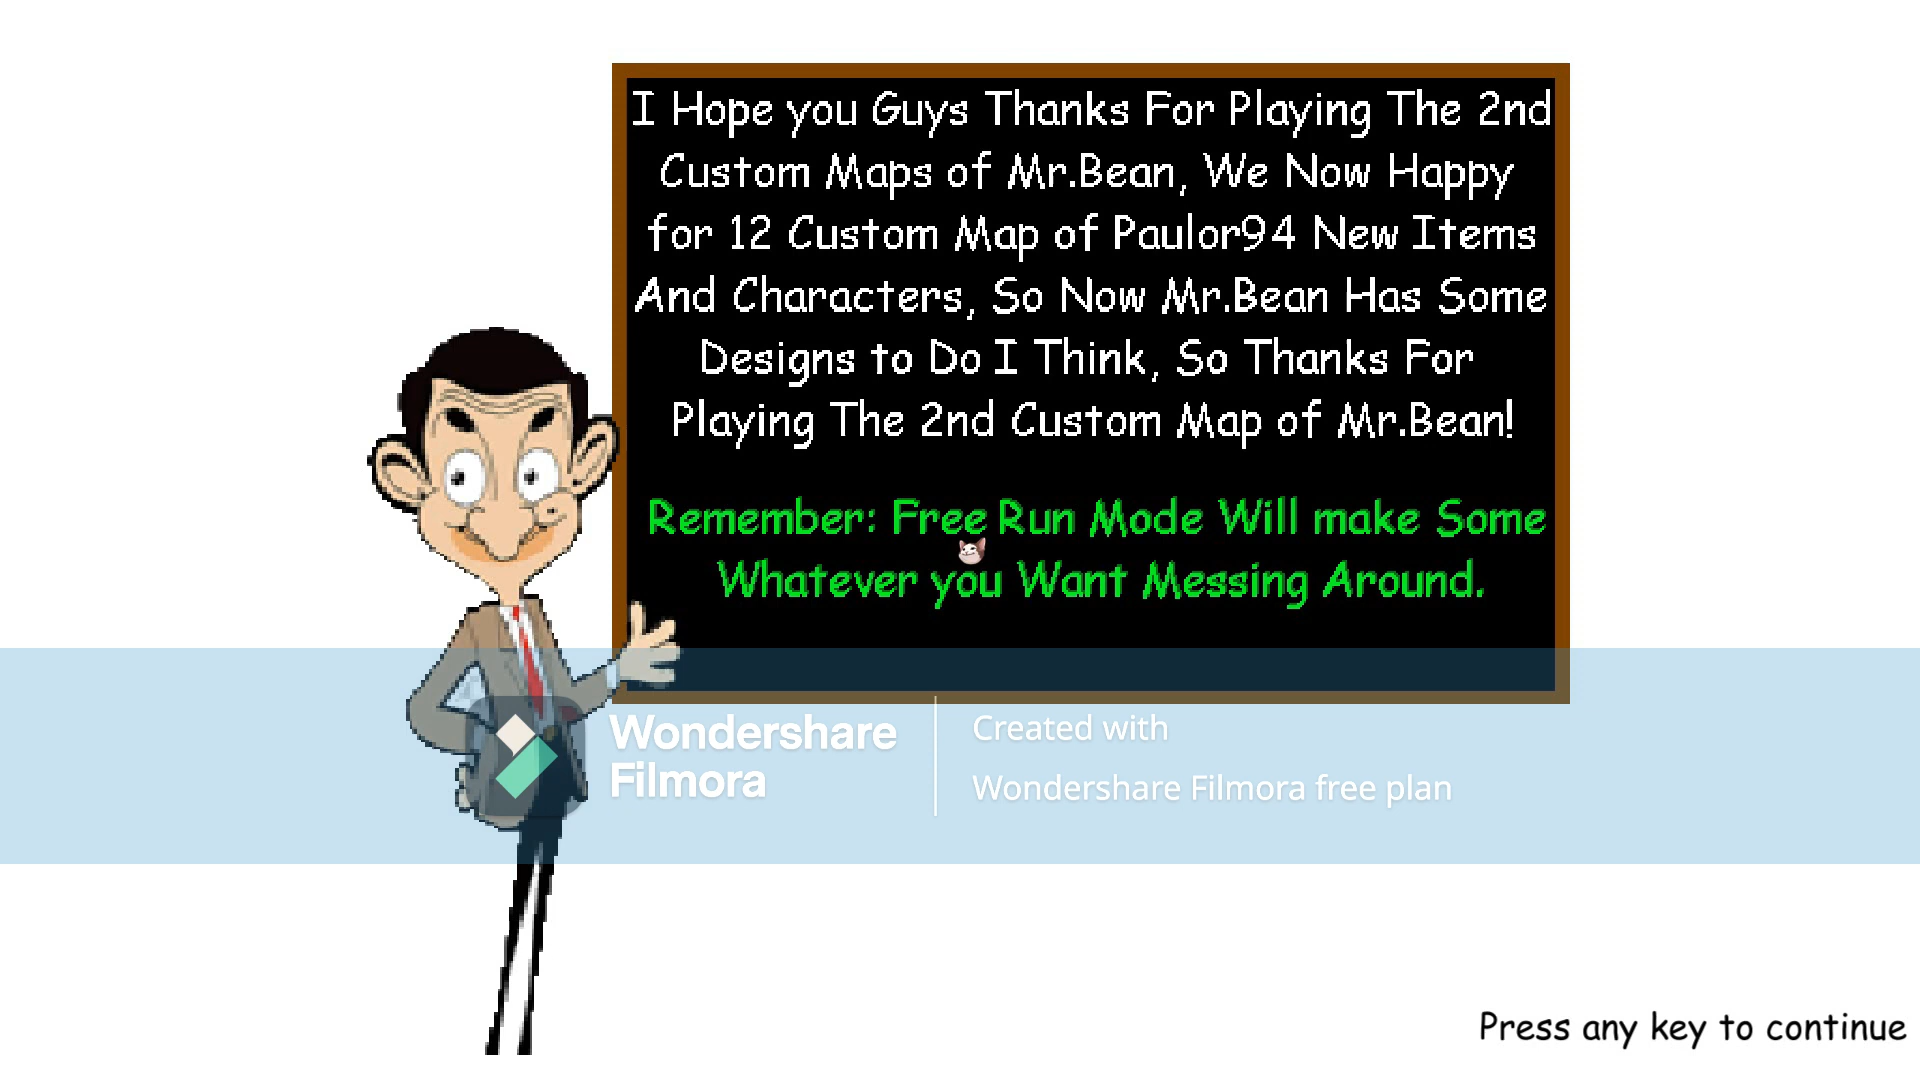 I Hope you Guys Thanks For Playing The 2nd
Custom Maps of Mr.Bean, We Now Happy
for 12 Custom Map of Paulor94 New Items
And Characters, So Now Mr.Bean Has Some
Designs to Do I Think, So Thanks For
Playing The 2nd Custom Map of Mr.Bean!
Remember: Free Run Mode Will make Some
Whatever you Want Messing Around.
Wondershare
Filmora
Created with
Wondershare Filmora free plan
Press any key to continue